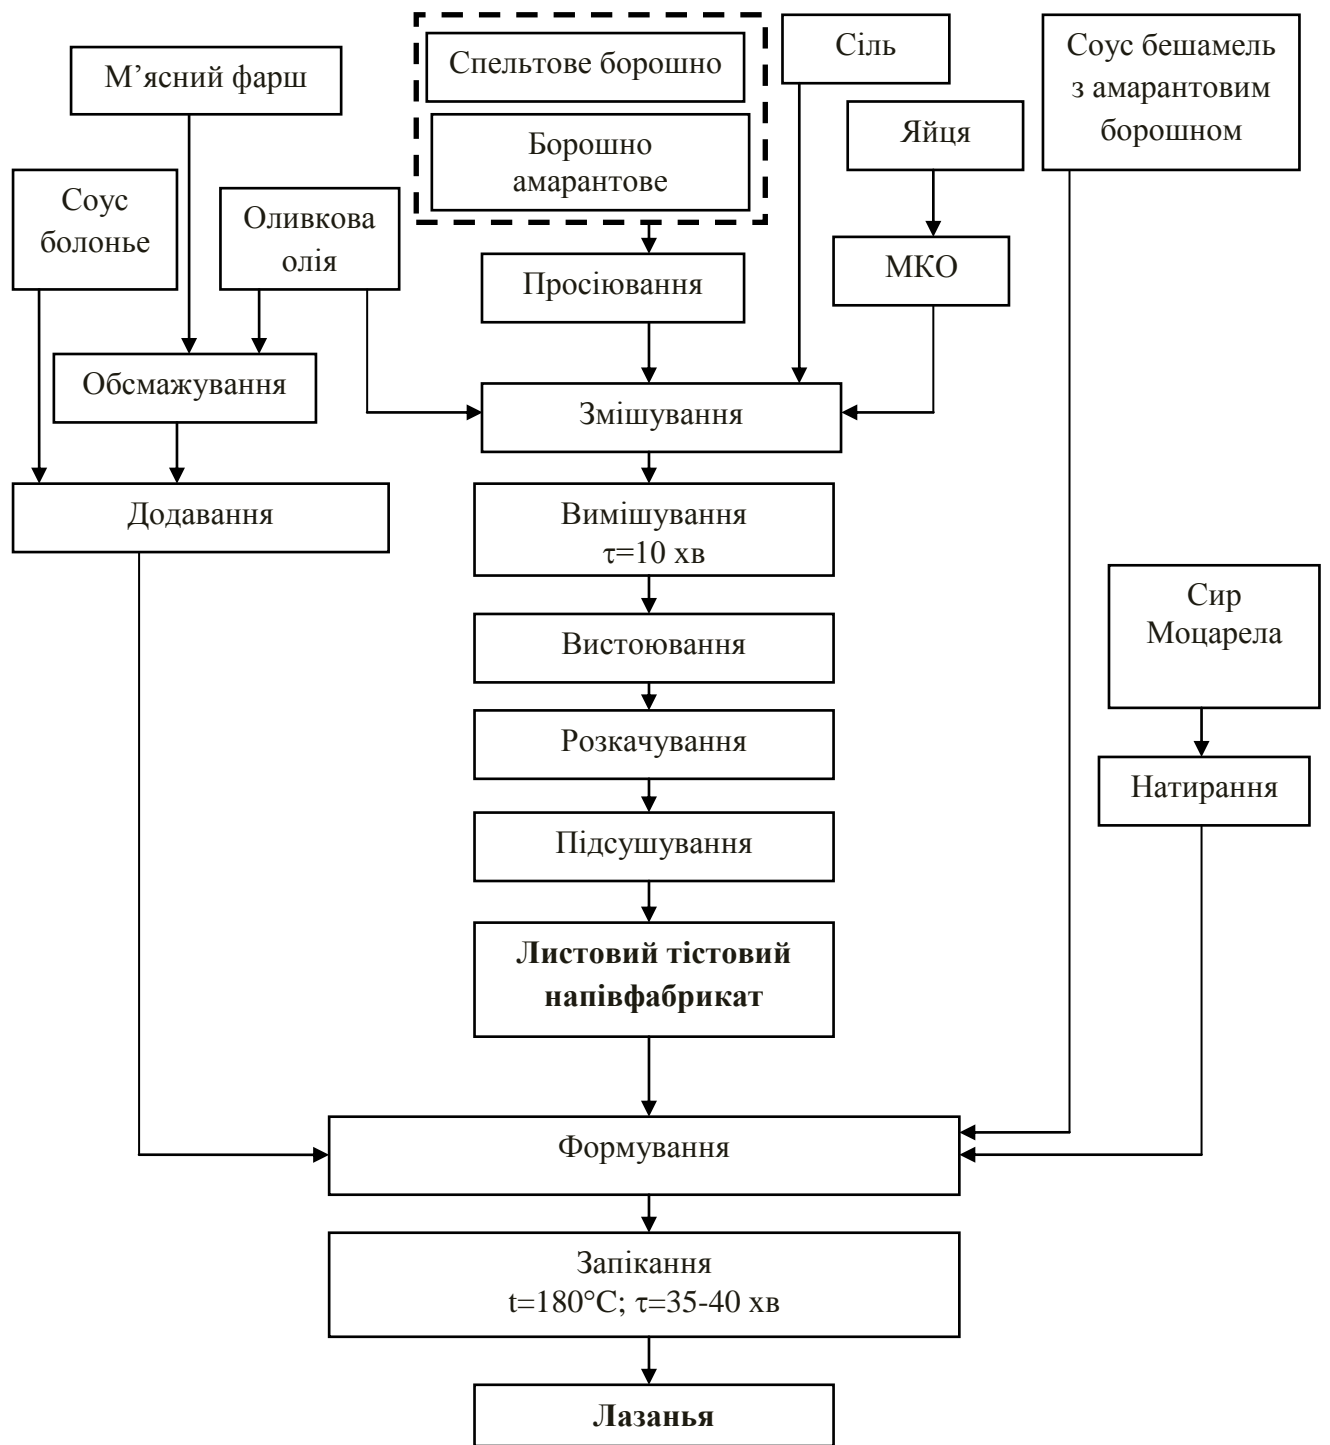 М’ясний фарш
Спельтове борошно
Борошно
амарантове
Сіль
Яйця
Соус бешамель
з амарантовим
борошном
Соус
болоньє
Оливкова
олія
Просіювання
МКО
Обсмажування
Змішування
Додавання
Вимішування
τ=10 хв
Вистоювання
Розкачування
Підсушування
Сир
Моцарела
Натирання
Листовий тістовий
напівфабрикат
Формування
Запікання
t=180°С; τ=35-40 хв
Лазанья